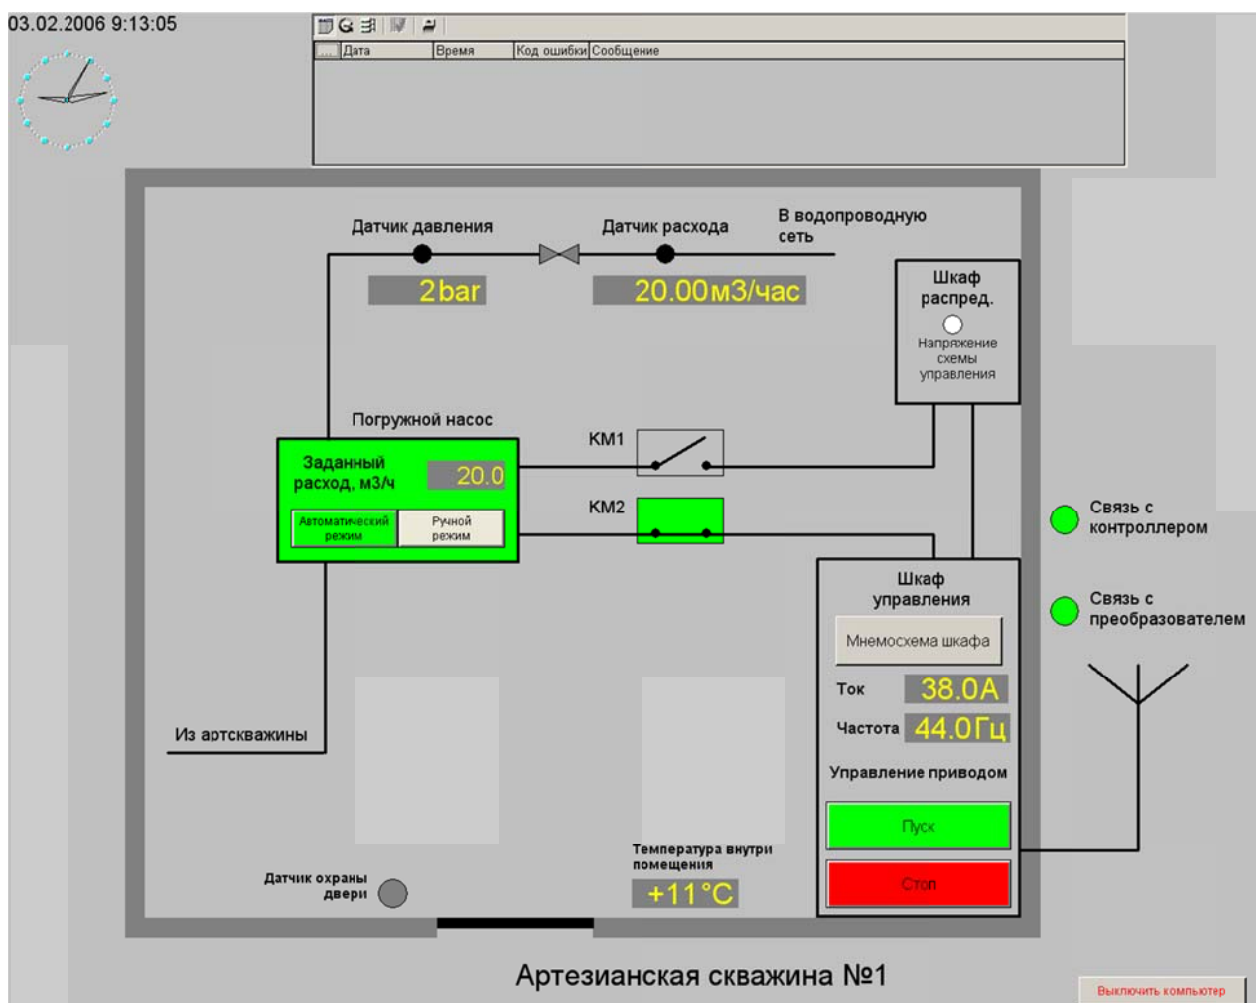 03.02.2006 9:13:05
... Дата Время Код ошибки Сообщение
Датчик давления
Датчик расхода
В водопроводную
сеть
2bar
20.00м3/час
Шкаф
распред.
Напряжение
схемы
управления
Погружной насос
Заданный
расход, м3/ч
20.0
Автоматический
режим
Ручной
режим
КМ1
КМ2
Связь с
контроллером
Связь с
преобразователем
Шкаф
управления
Мнемосхема шкафа
Ток 38.0А
Частота 44.0Гц
Управление приводом
Пуск
Стоп
Из артскважины
Температура внутри
помещения
+11°C
Датчик охраны
двери
Артезианская скважина №1
Выключить компьютер